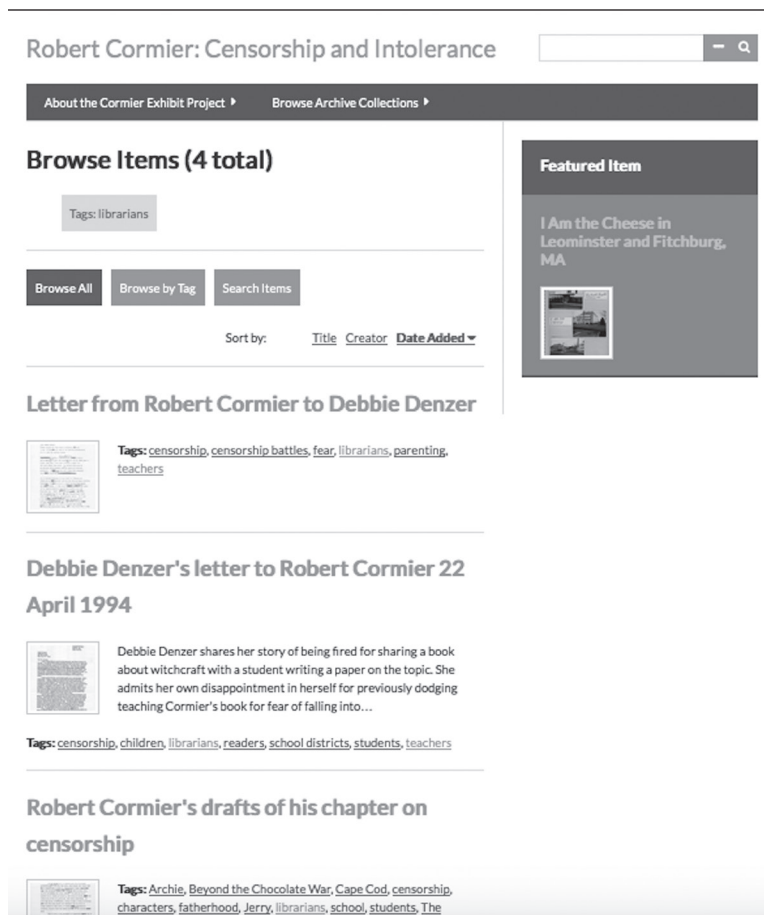 Robert Cormier: Censorship and Intolerance
About the Cormier Exhibit Project
Browse Archive Collections
Browse Items (4 total)
Tags: librarians
Browse All
Browse by Tag
Search Items
Sort by:
Title
Creator
Date Added
Letter from Robert Cormier to Debbie Denzer
Tags: censorship, censorship battles, fear, librarians, parenting,
teachers
Debbie Denzer's letter to Robert Cormier 22
April 1994
Debbie Denzer shares her story of being fired for sharing a book
about witchcraft with a student writing a paper on the topic. She
admits her own disappointment in herself for previously dodging
teaching Cormier's book for fear of falling into…
Tags: censorship, children, librarians, readers, school districts, students, teachers
Robert Cormier's drafts of his chapter on
censorship
Tags: Archie, Beyond the Chocolate War, Cape Cod, censorship,
characters, fatherhood, Jerry, librarians, school, students, The
Featured Item
I Am the Cheese in
Leominster and Fitchburg,
MA